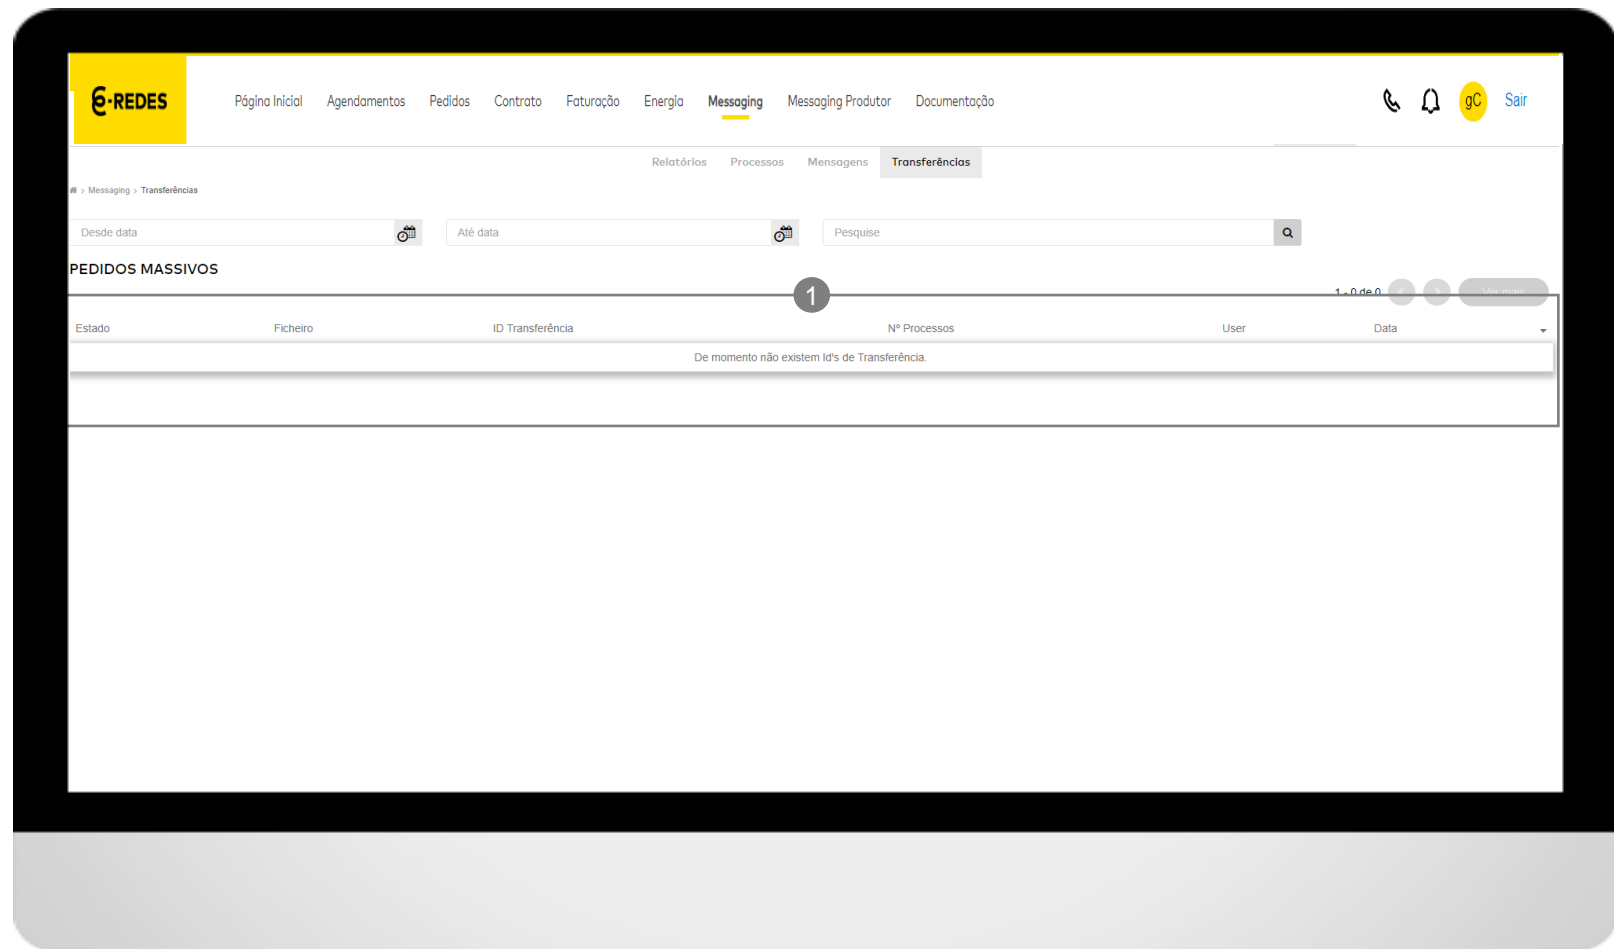 e-REDES
Página Inicial Agendamentos Pedidos Contrato Faturação Energia Messaging Messaging Produtor Documentação gC Sair
Relatórios Processos Mensagens Transferências
> Messaging > Transferências
Desde data Até data Pesquise
PEDIDOS MASSIVOS
1 - 0 de 0 Ver mais
1
Estado Ficheiro ID Transferência Nº Processos User Data
De momento não existem Id's de Transferência.